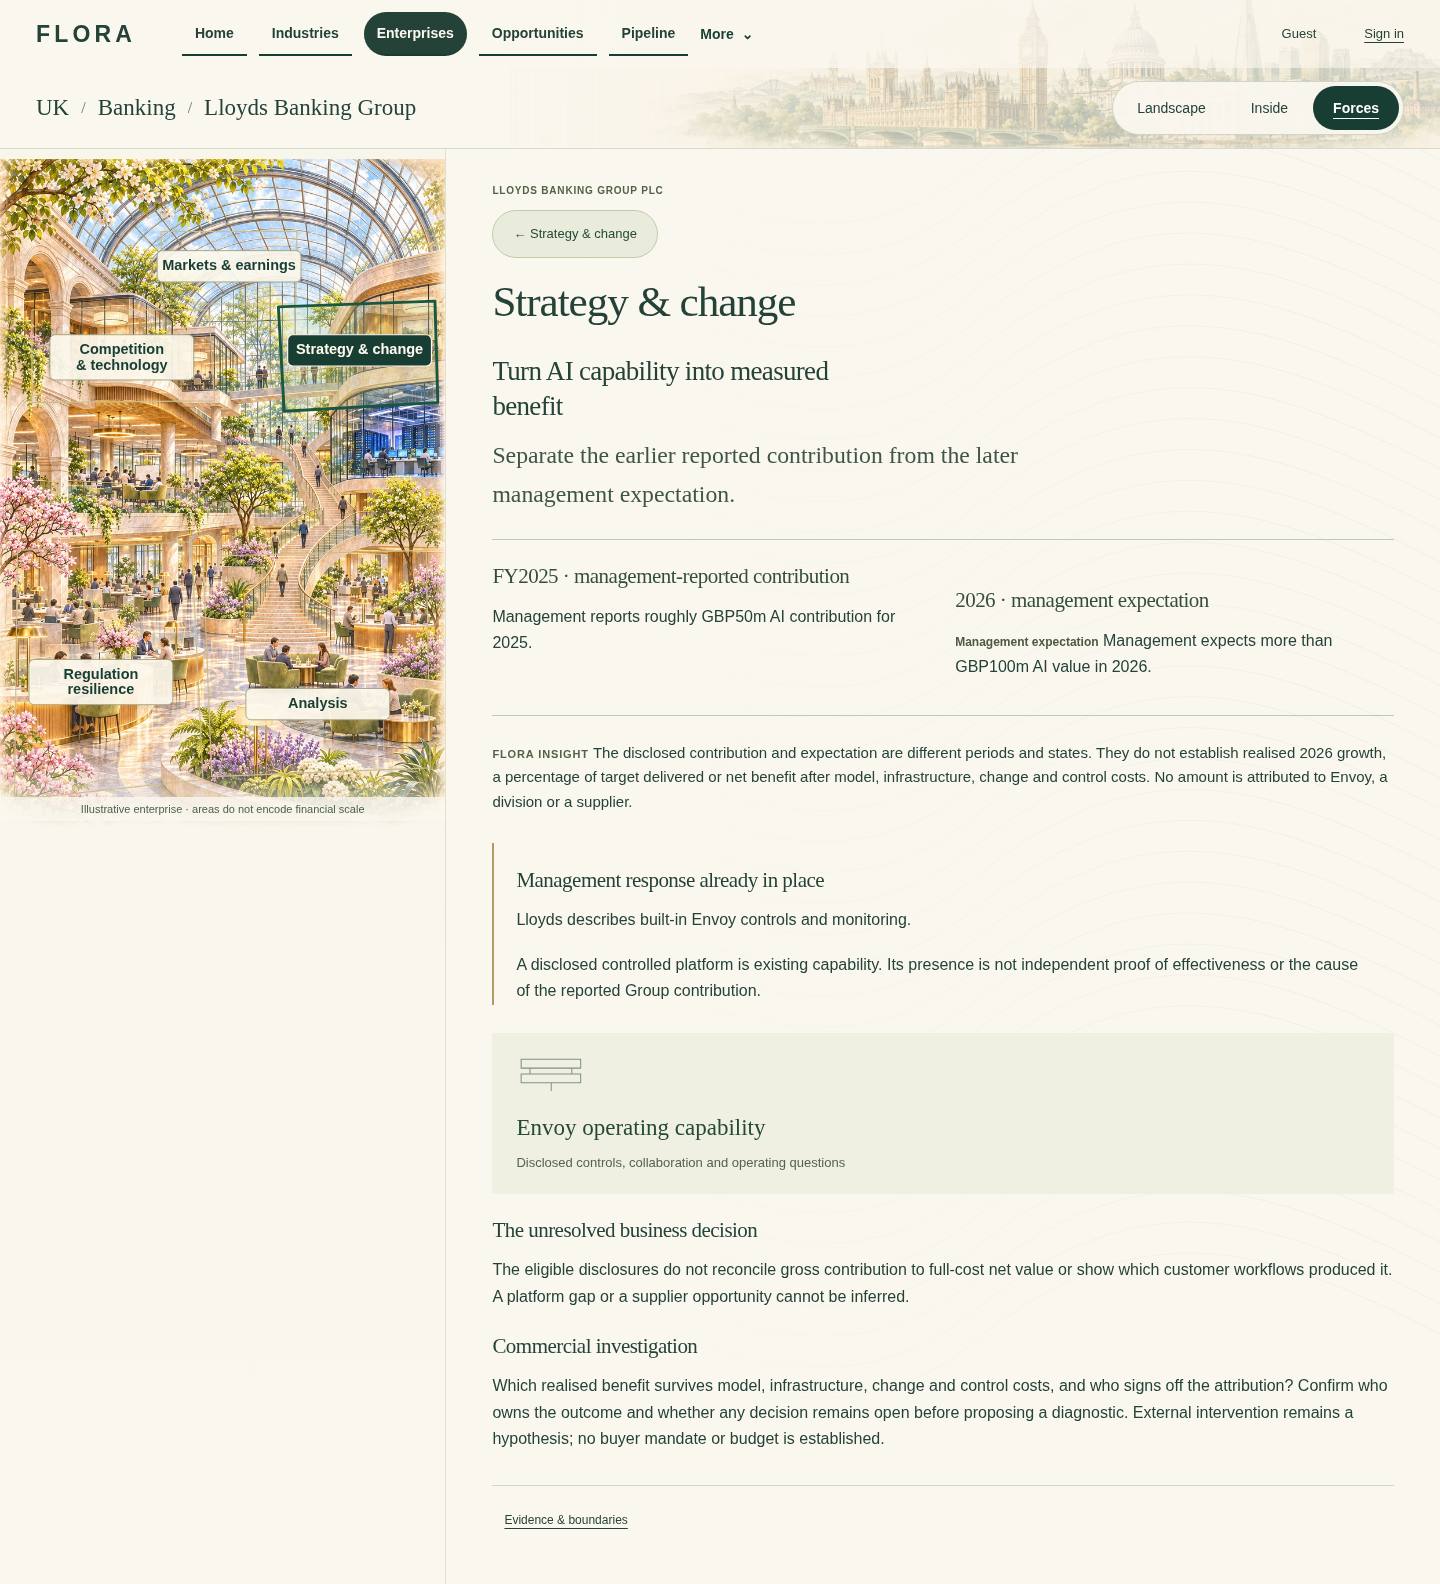 FLORA
Home
Industries
Enterprises
Opportunities
Pipeline
More
Guest
Sign in
UK / Banking / Lloyds Banking Group
Landscape
Inside
Forces
Markets & earnings
Competition
& technology
Strategy & change
Regulation
resilience
Analysis
Illustrative enterprise · areas do not encode financial scale
LLOYDS BANKING GROUP PLC
← Strategy & change
Strategy & change
Turn AI capability into measured
benefit
Separate the earlier reported contribution from the later
management expectation.
FY2025 · management-reported contribution
Management reports roughly GBP50m AI contribution for
2025.
2026 · management expectation
Management expectation Management expects more than
GBP100m AI value in 2026.
FLORA INSIGHT The disclosed contribution and expectation are different periods and states. They do not establish realised 2026 growth,
a percentage of target delivered or net benefit after model, infrastructure, change and control costs. No amount is attributed to Envoy, a
division or a supplier.
Management response already in place
Lloyds describes built-in Envoy controls and monitoring.
A disclosed controlled platform is existing capability. Its presence is not independent proof of effectiveness or the cause
of the reported Group contribution.
Envoy operating capability
Disclosed controls, collaboration and operating questions
The unresolved business decision
The eligible disclosures do not reconcile gross contribution to full-cost net value or show which customer workflows produced it.
A platform gap or a supplier opportunity cannot be inferred.
Commercial investigation
Which realised benefit survives model, infrastructure, change and control costs, and who signs off the attribution? Confirm who
owns the outcome and whether any decision remains open before proposing a diagnostic. External intervention remains a
hypothesis; no buyer mandate or budget is established.
Evidence & boundaries